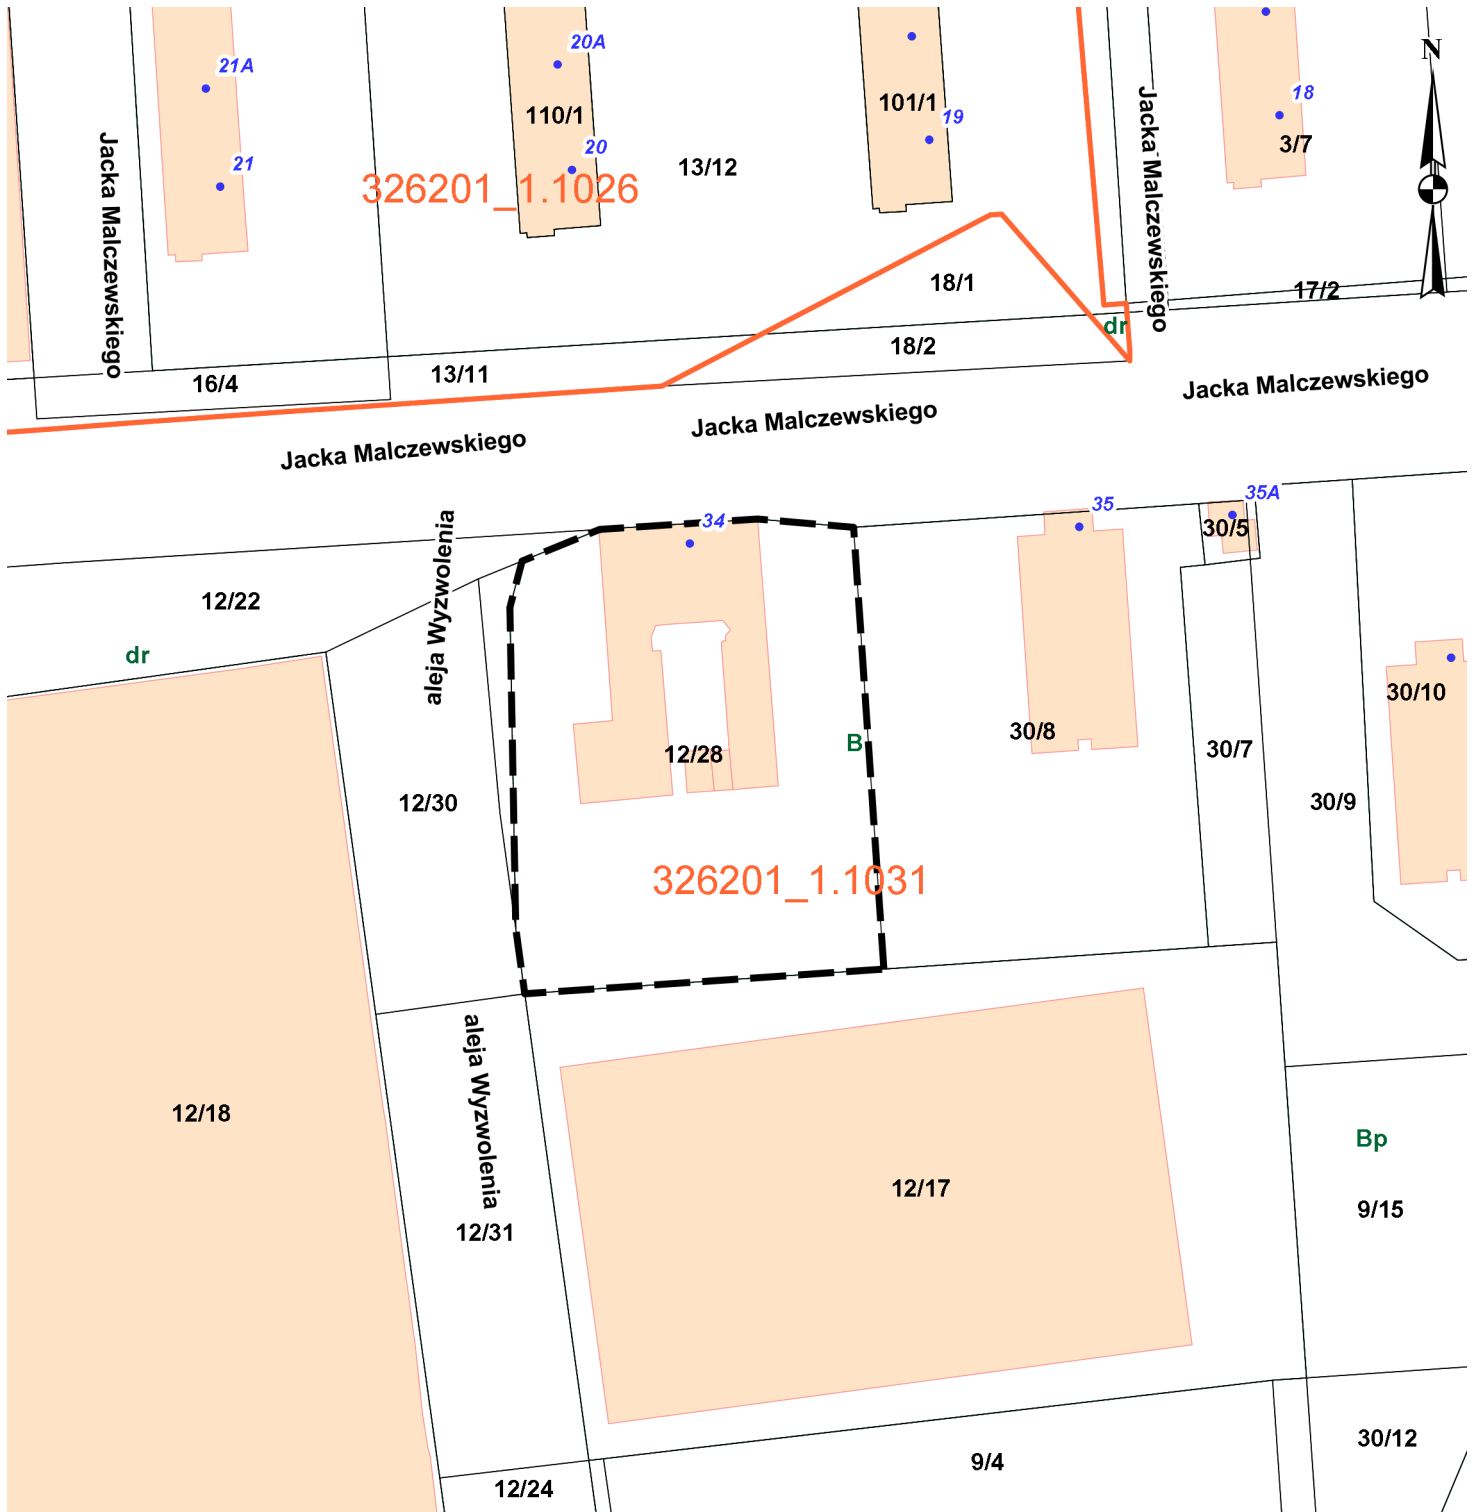 N
20A
21A
18
101/1
110/1
19
3/7
20
21
13/12
326201_1.1026
Jacka Malczewskiego
Jacka Malczewskiego
18/1
17/2
dr
18/2
13/11
16/4
Jacka Malczewskiego
Jacka Malczewskiego
Jacka Malczewskiego
35A
35
34
30/5
aleja Wyzwolenia
12/22
dr
30/10
30/8
B
30/7
12/28
12/30
30/9
326201_1.1031
aleja Wyzwolenia
12/18
Bp
12/17
9/15
12/31
30/12
9/4
12/24